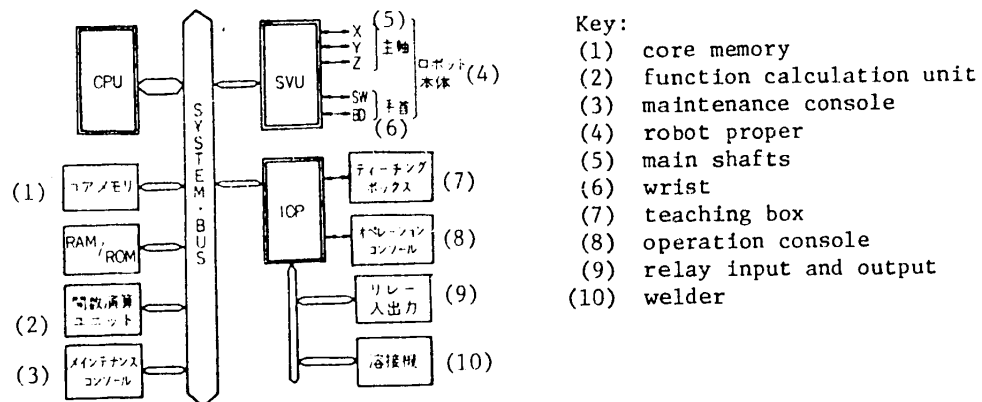 (5)
X
Y
Z
主軸
SW
BD
手首
(6)
ロボット
本体
(4)
CPU
SVU
SYSTEM・BUS
(1)
コアメモリ
RAM/
ROM
(2)
関数演算
ユニット
(3)
メインテナンス
コンソール
IOP
ティーチング
ボックス
(7)
オペレーション
コンソール
(8)
リレー
入出力
(9)
溶接機
(10)
Key:
(1) core memory
(2) function calculation unit
(3) maintenance console
(4) robot proper
(5) main shafts
(6) wrist
(7) teaching box
(8) operation console
(9) relay input and output
(10) welder